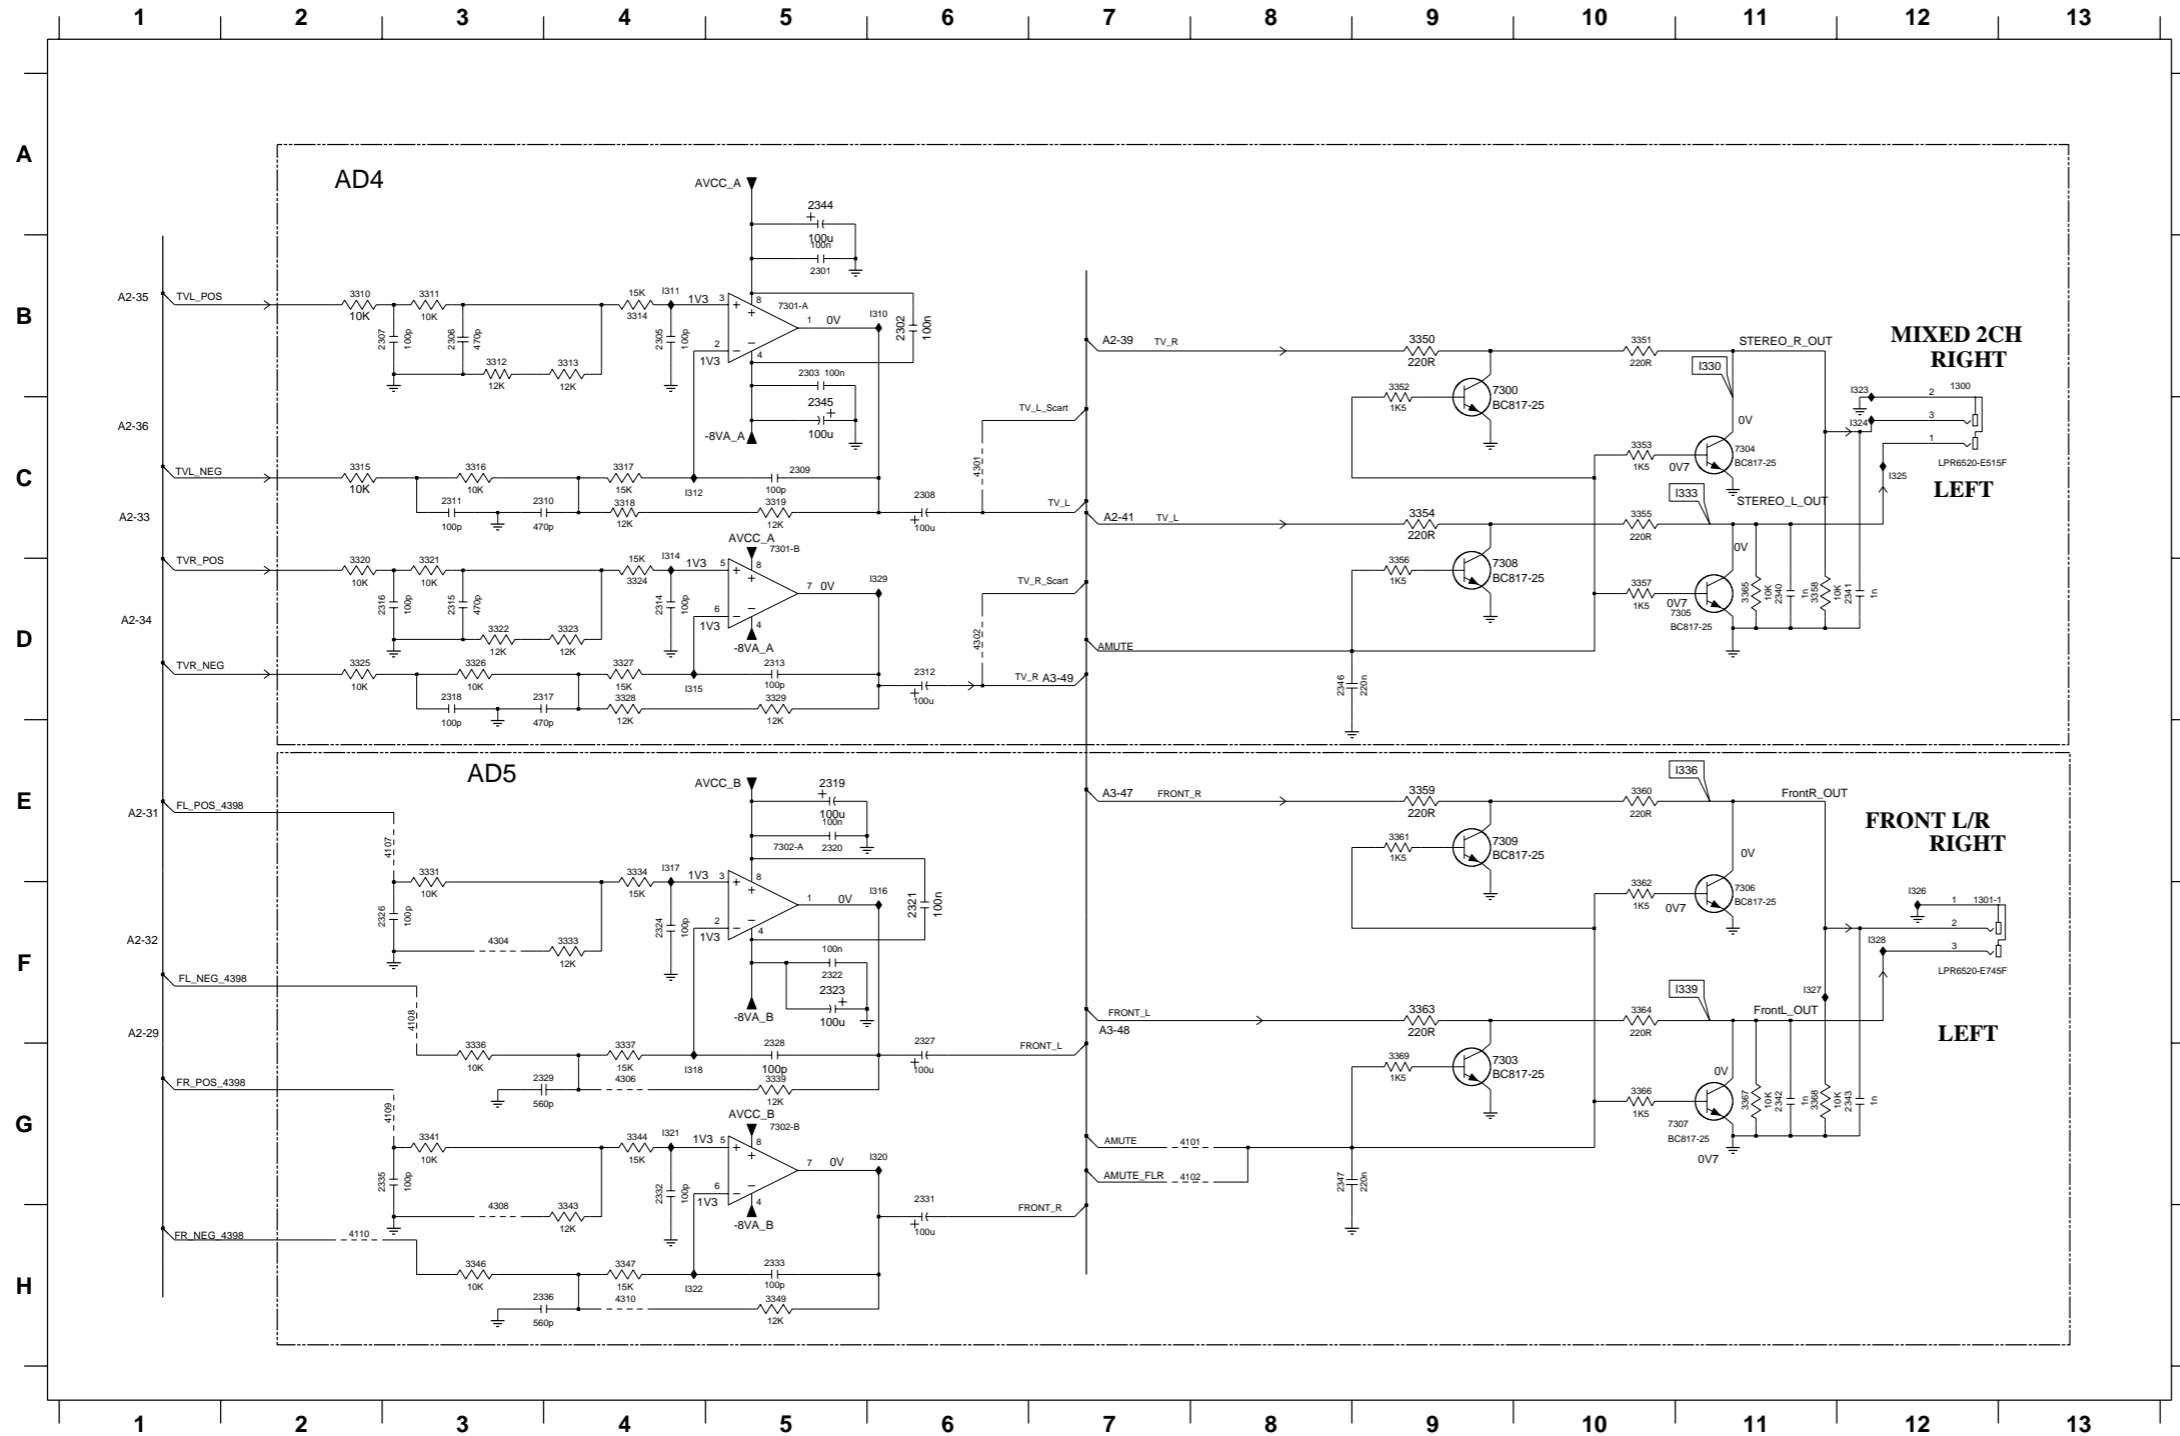 1 2 3 4 5 6 7 8 9 10 11 12 13
A
AD4
AVCC_A
2344
100u
100n
2301
A2-35
TVL_POS
3310
10K
3311
10K
2307
100p
2306
470p
3312
12K
3313
12K
15K
3314
I311
1V3
2305
100p
3
8
7301-A
1
0V
I310
2
4
1V3
2302
100n
B
2303 100n
2345
100u
-8VA_A
A2-39
TV_R
3350
220R
3351
220R
STEREO_R_OUT
I330
MIXED 2CH
RIGHT
3352
1K5
7300
BC817-25
I323
2
1300
3
I324
1
LPR6520-E515F
I325
LEFT
A2-36
TVL_NEG
3315
10K
3316
10K
3317
15K
I312
2309
100p
2311
100p
2310
470p
3318
12K
3319
12K
2308
100u
4301
TV_L_Scart
TV_L
C
3353
1K5
0V7
0V
7304
BC817-25
I333
STEREO_L_OUT
A2-41
TV_L
3354
220R
3355
220R
A2-33
TVR_POS
3320
10K
3321
10K
2316
100p
2315
470p
3322
12K
3323
12K
15K
3324
I314
1V3
2314
100p
AVCC_A
7301-B
5
8
7
0V
I329
6
4
1V3
-8VA_A
TV_R_Scart
4302
3356
1K5
7308
BC817-25
3357
1K5
0V
0V7
7305
BC817-25
3365
10K
2340
1n
3358
10K
2341
1n
A2-34
D
AMUTE
TVR_NEG
3325
10K
3326
10K
3327
15K
I315
2313
100p
2318
100p
2317
470p
3328
12K
3329
12K
2312
100u
TV_R
A3-49
2346
220n
AD5
AVCC_B
2319
100u
100n
2320
7302-A
E
A2-31
FL_POS_4398
4107
3331
10K
2326
100p
4304
3333
12K
3334
15K
I317
1V3
2324
100p
3
8
1
0V
I316
2
4
1V3
2321
100n
100n
2322
2323
100u
-8VA_B
A3-47
FRONT_R
3359
220R
3360
220R
I336
FrontR_OUT
FRONT L/R
RIGHT
3361
1K5
7309
BC817-25
3362
1K5
0V7
0V
7306
BC817-25
I326
1
1301-1
2
I328
3
LPR6520-E745F
I327
LEFT
A2-32
F
FL_NEG_4398
4108
A2-29
3336
10K
3337
15K
I318
2328
100p
2329
560p
4306
3339
12K
2327
100u
FRONT_L
FRONT_L
A3-48
3363
220R
3364
220R
I339
FrontL_OUT
3369
1K5
7303
BC817-25
3366
1K5
0V
7307
BC817-25
0V7
3367
10K
2342
1n
3368
10K
2343
1n
FR_POS_4398
G
4109
3341
10K
2335
100p
4308
3343
12K
3344
15K
I321
1V3
2332
100p
AVCC_B
7302-B
5
8
7
0V
I320
6
4
1V3
-8VA_B
2331
100u
FRONT_R
AMUTE
4101
AMUTE_FLR
4102
2347
220n
FR_NEG_4398
4110
3346
10K
3347
15K
I322
2333
100p
H
2336
560p
4310
3349
12K
1 2 3 4 5 6 7 8 9 10 11 12 13